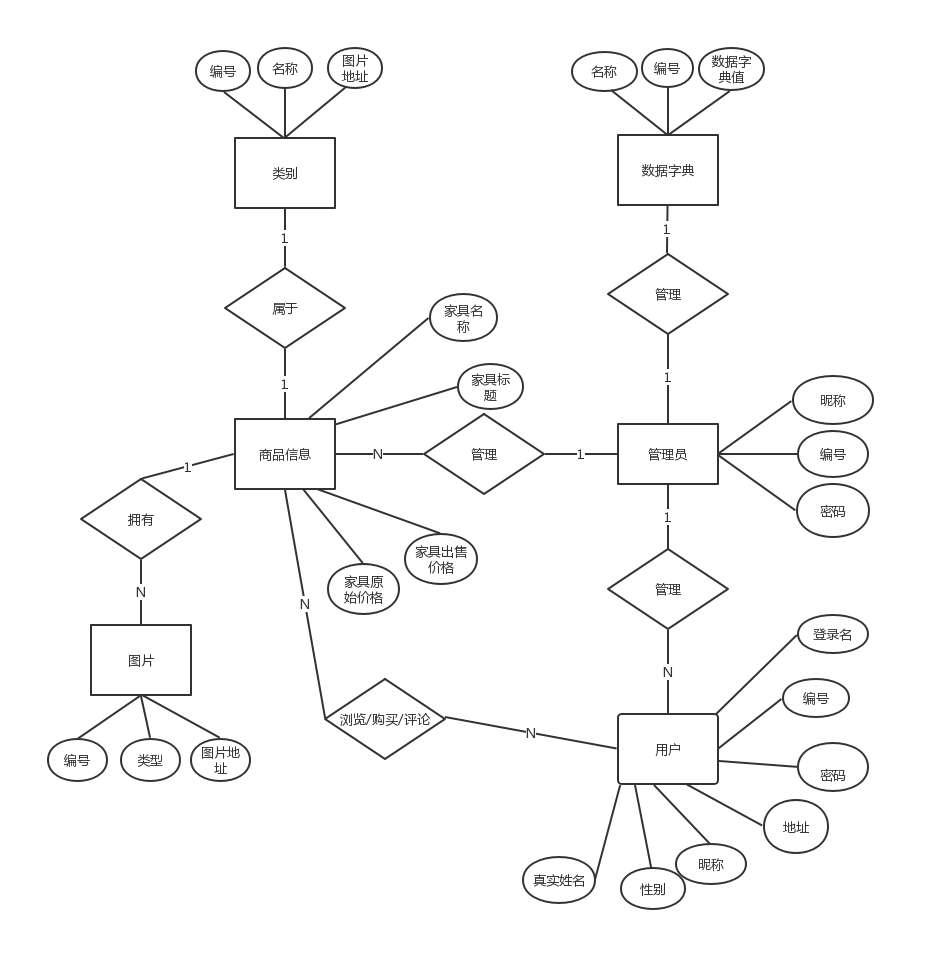 编号
名称
图片
地址
名称
编号
数据字
典值
类别
数据字典
1
1
属于
管理
家具名
称
1
1
家具标
题
昵称
商品信息
N
管理
1
管理员
编号
1
密码
拥有
1
家具出售
价格
家具原
始价格
管理
N
N
登录名
图片
N
编号
浏览/购买/评论
N
用户
编号
类型
图片地
址
密码
地址
昵称
真实姓名
性别